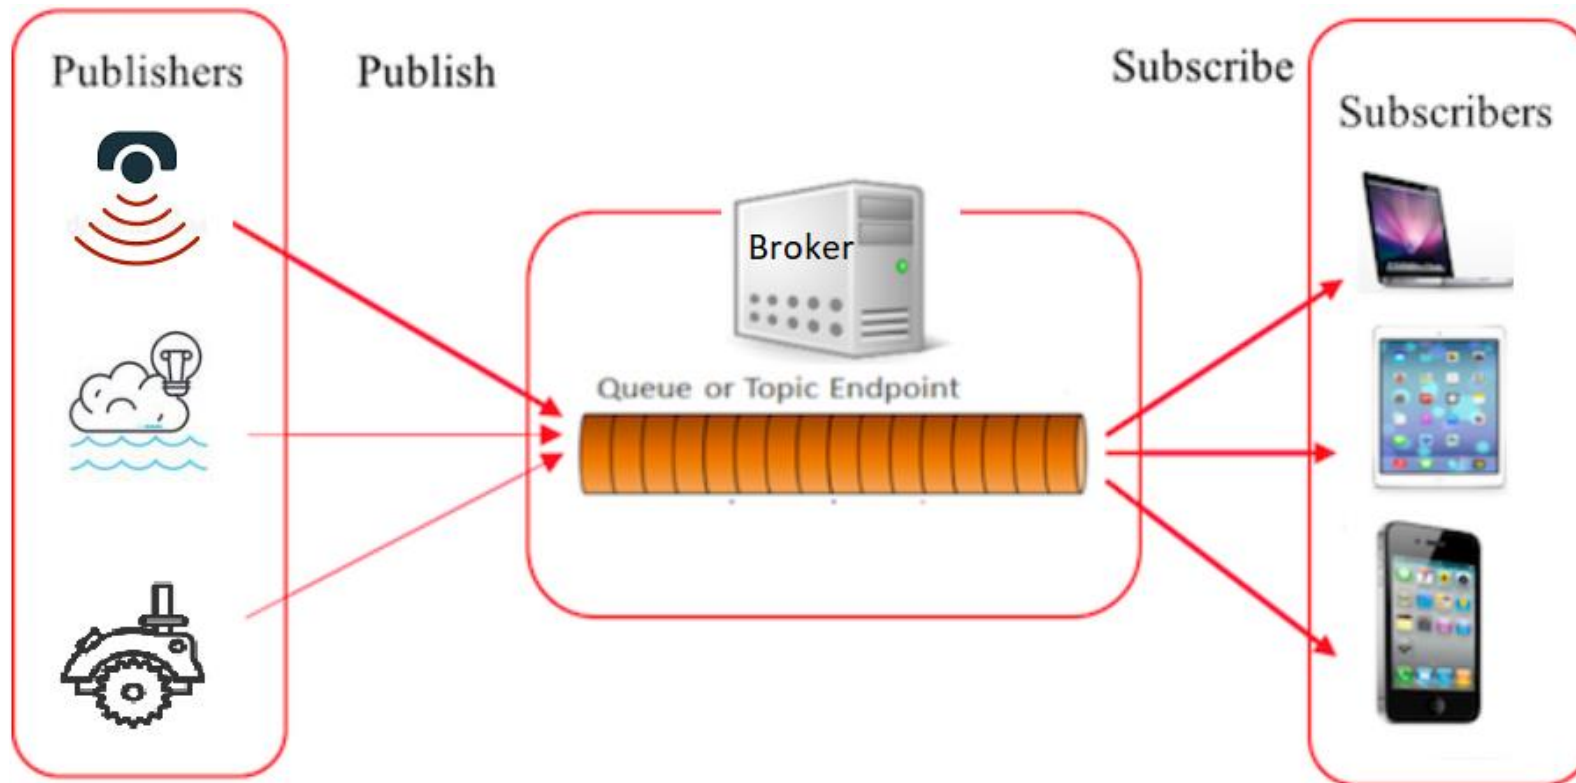 Publishers
Publish
Subscribe
Subscribers
Broker
Queue or Topic Endpoint